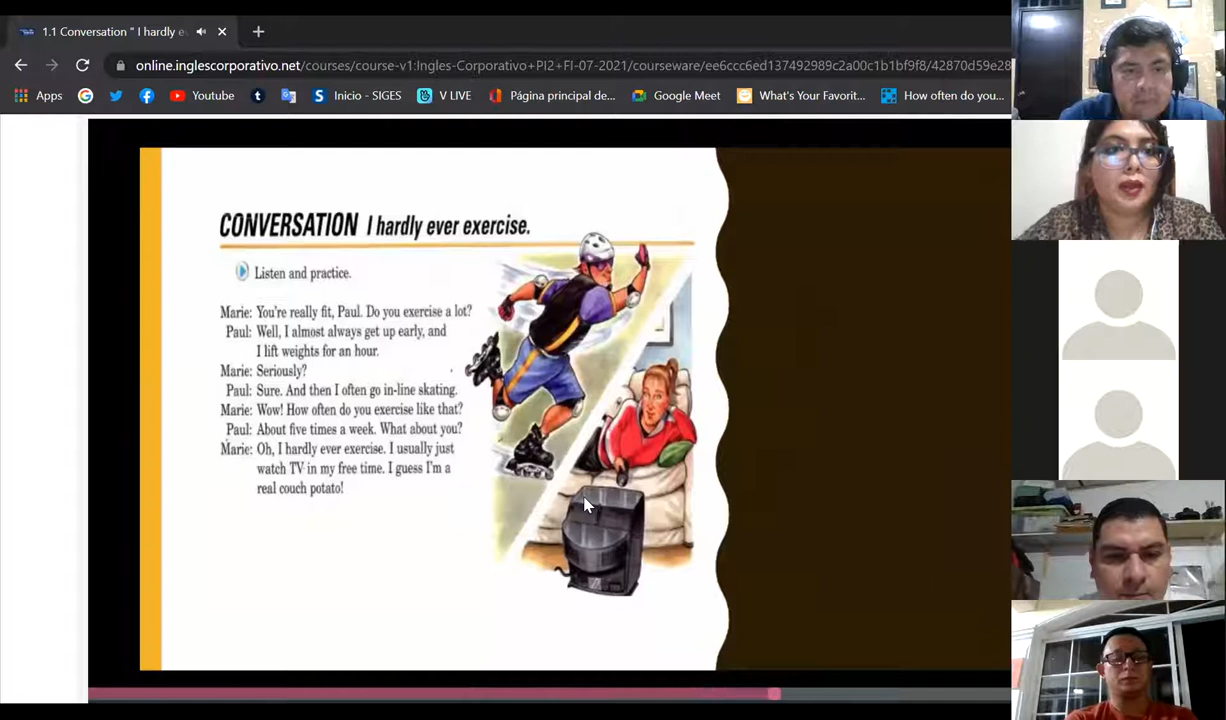 1.1 Conversation " I hardly e
online.inglescorporativo.net/courses/course-v1:Ingles-Corporativo+PI2+FI-07-2021/courseware/ee6ccc6ed137492989c2a00c1b1bf9f8/42870d59e28
Apps
Youtube
Inicio - SIGES
V LIVE
Página principal de...
Google Meet
What's Your Favorit...
How often do you...
CONVERSATION I hardly ever exercise.
Listen and practice.
Marie: You're really fit, Paul. Do you exercise a lot?
Paul: Well, I almost always get up early, and
I lift weights for an hour.
Marie: Seriously?
Paul: Sure. And then I often go in-line skating.
Marie: Wow! How often do you exercise like that?
Paul: About five times a week. What about you?
Marie: Oh, I hardly ever exercise. I usually just
watch TV in my free time. I guess I'm a
real couch potato!